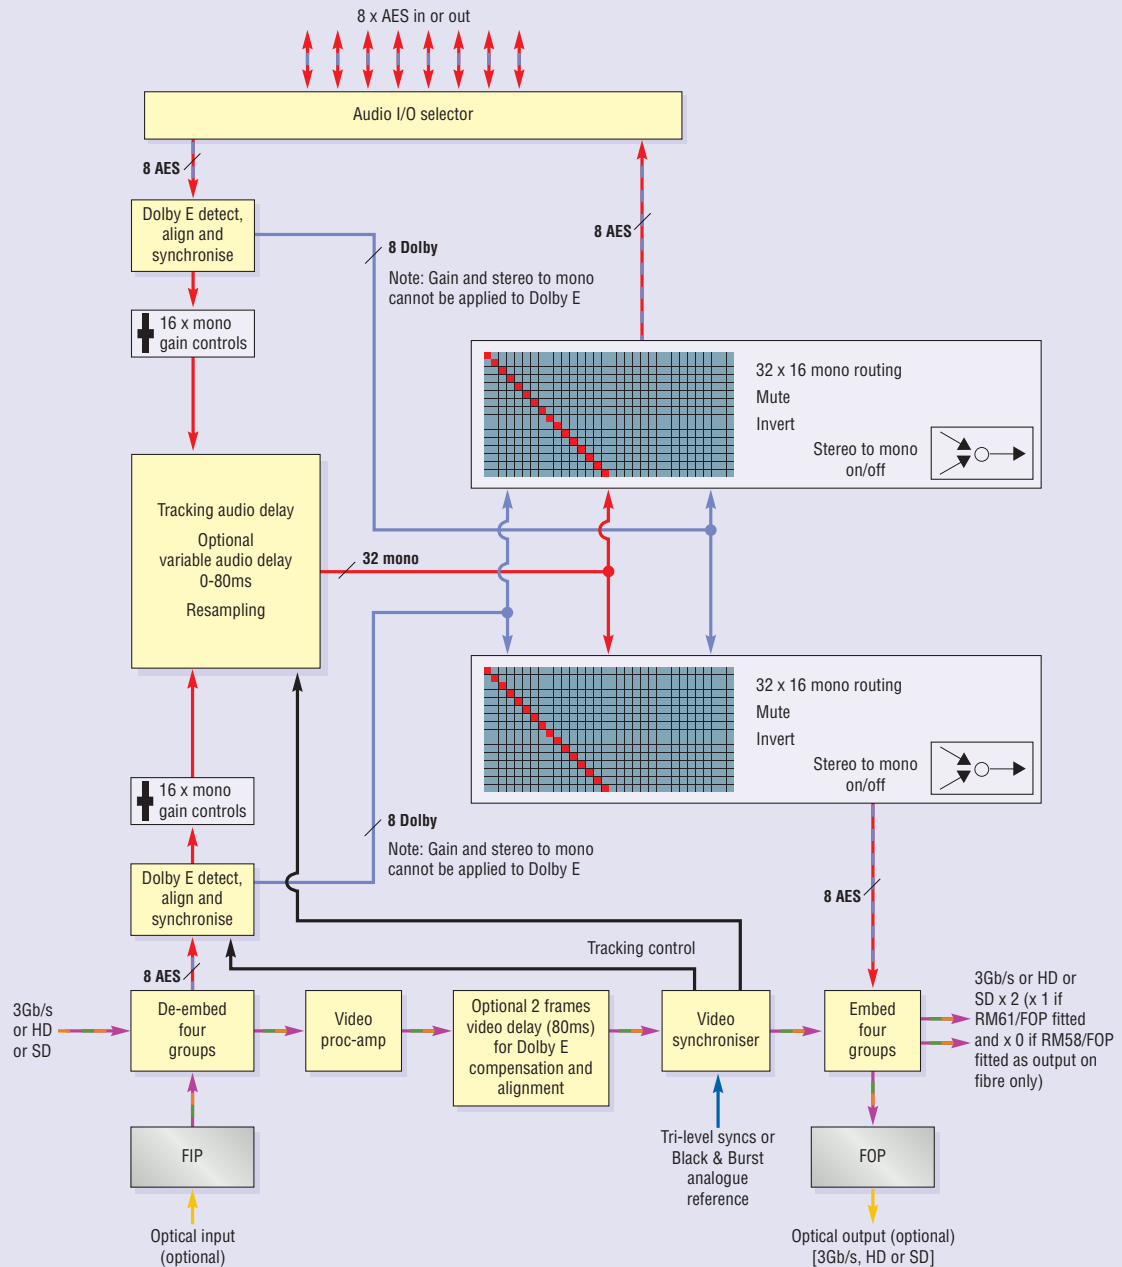 8 x AES in or out
Audio I/O selector
8 AES
Dolby E detect,
align and
synchronise
8 Dolby
Note: Gain and stereo to mono
cannot be applied to Dolby E
8 AES
16 x mono
gain controls
32 x 16 mono routing
Mute
Invert
Stereo to mono
on/off
Tracking audio delay
Optional
variable audio delay
0-80ms
Resampling
32 mono
32 x 16 mono routing
Mute
Invert
Stereo to mono
on/off
16 x mono
gain controls
8 Dolby
Note: Gain and stereo to mono
cannot be applied to Dolby E
Dolby E detect,
align and
synchronise
8 AES
Tracking control
8 AES
3Gb/s
or HD
or SD
De-embed
four
groups
Video
proc-amp
Optional 2 frames
video delay (80ms)
for Dolby E
compensation and
alignment
Video
synchroniser
Embed
four
groups
3Gb/s or HD or
SD x 2 (x 1 if
RM61/FOP fitted
and x 0 if RM58/FOP
fitted as output on
fibre only)
FIP
Tri-level syncs or
Black & Burst
analogue
reference
FOP
Optical input
(optional)
Optical output (optional)
[3Gb/s, HD or SD]